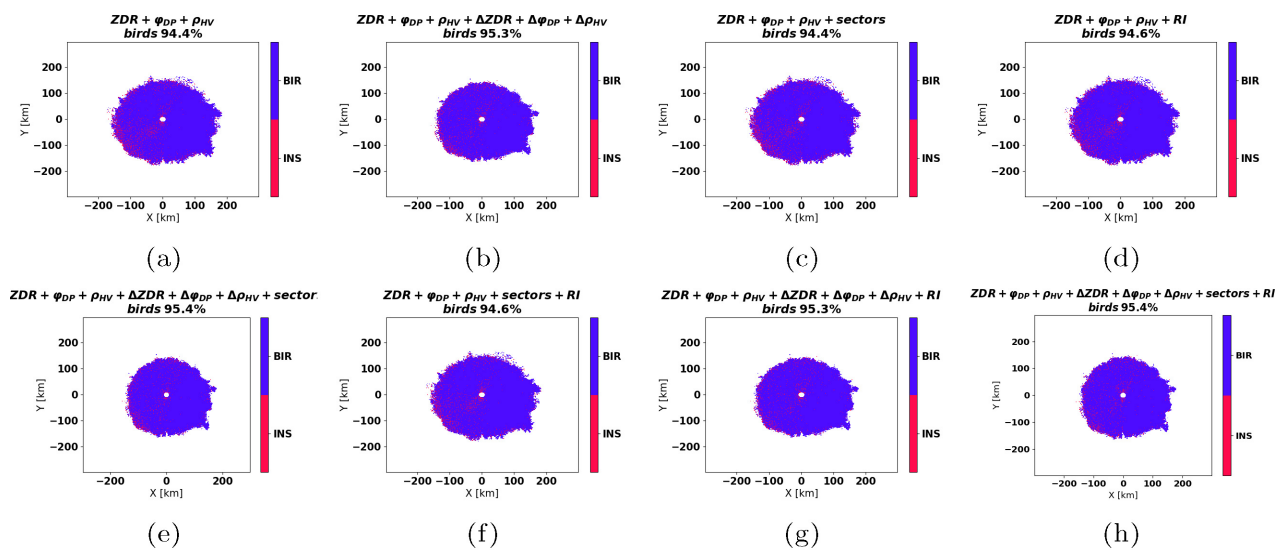 ZDR + φDP + ρHV
birds 94.4%
200
100
0
−100
−200
Y [km]
−200 −100 0 200
X [km]
BIR
INS
(a)
ZDR + φDP + ρHV + ΔZDR + ΔφDP + ΔρHV
birds 95.3%
200
100
0
−100
−200
Y [km]
−200 −100 0 200
X [km]
BIR
INS
(b)
ZDR + φDP + ρHV + sectors
birds 94.4%
200
100
0
−100
−200
Y [km]
−200 −100 0 200
X [km]
BIR
INS
(c)
ZDR + φDP + ρHV + RI
birds 94.6%
200
100
0
−100
−200
Y [km]
−200 −100 0 200
X [km]
BIR
INS
(d)
ZDR + φDP + ρHV + ΔZDR + ΔφDP + ΔρHV + sector
birds 95.4%
200
100
0
−100
−200
Y [km]
−200 0 200
X [km]
BIR
INS
(e)
ZDR + φDP + ρHV + sectors + RI
birds 94.6%
200
100
0
−100
−200
Y [km]
−200 −100 0 200
X [km]
BIR
INS
(f)
ZDR + φDP + ρHV + ΔZDR + ΔφDP + ΔρHV + RI
birds 95.3%
200
100
0
−100
−200
Y [km]
−200 −100 0 200
X [km]
BIR
INS
(g)
ZDR + φDP + ρHV + ΔZDR + ΔφDP + ΔρHV + sectors + RI
birds 95.4%
200
100
0
−100
−200
Y [km]
−200 −100 0 200
X [km]
BIR
INS
(h)